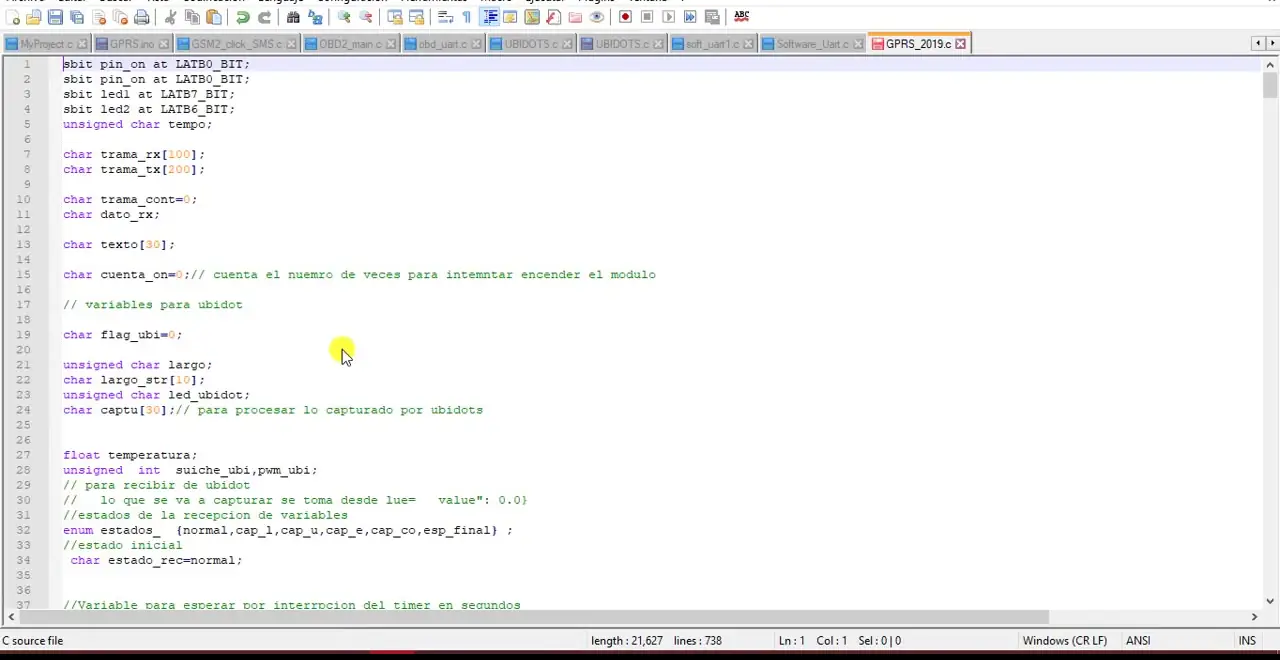 MyProject.c GPRS.ino GSM2_click_SMS.c OBD2_main.c obd_uart.c UBIDOTS.c UBIDOTS.c soft_uart1.c Software_Uart.c GPRS_2019.c
1 sbit pin_on at LATB0_BIT;
2 sbit pin_on at LATB0_BIT;
3 sbit led1 at LATB7_BIT;
4 sbit led2 at LATB6_BIT;
5 unsigned char tempo;
6
7 char trama_rx[100];
8 char trama_tx[200];
9
10 char trama_cont=0;
11 char dato_rx;
12
13 char texto[30];
14
15 char cuenta_on=0;// cuenta el nuemro de veces para intemntar encender el modulo
16
17 // variables para ubidot
18
19 char flag_ubi=0;
20
21 unsigned char largo;
22 char largo_str[10];
23 unsigned char led_ubidot;
24 char captu[30];// para procesar lo capturado por ubidots
25
26
27 float temperatura;
28 unsigned  int  suiche_ubi,pwm_ubi;
29 // para recibir de ubidot
30 //   lo que se va a capturar se toma desde lue=   value": 0.0}
31 //estados de la recepcion de variables
32 enum estados_  {normal,cap_l,cap_u,cap_e,cap_co,esp_final} ;
33 //estado inicial
34  char estado_rec=normal;
35
36
37 //Variable para esperar por interrpcion del timer en segundos
C source file length : 21,627 lines : 738 Ln : 1 Col : 1 Sel : 0 | 0 Windows (CR LF) ANSI INS